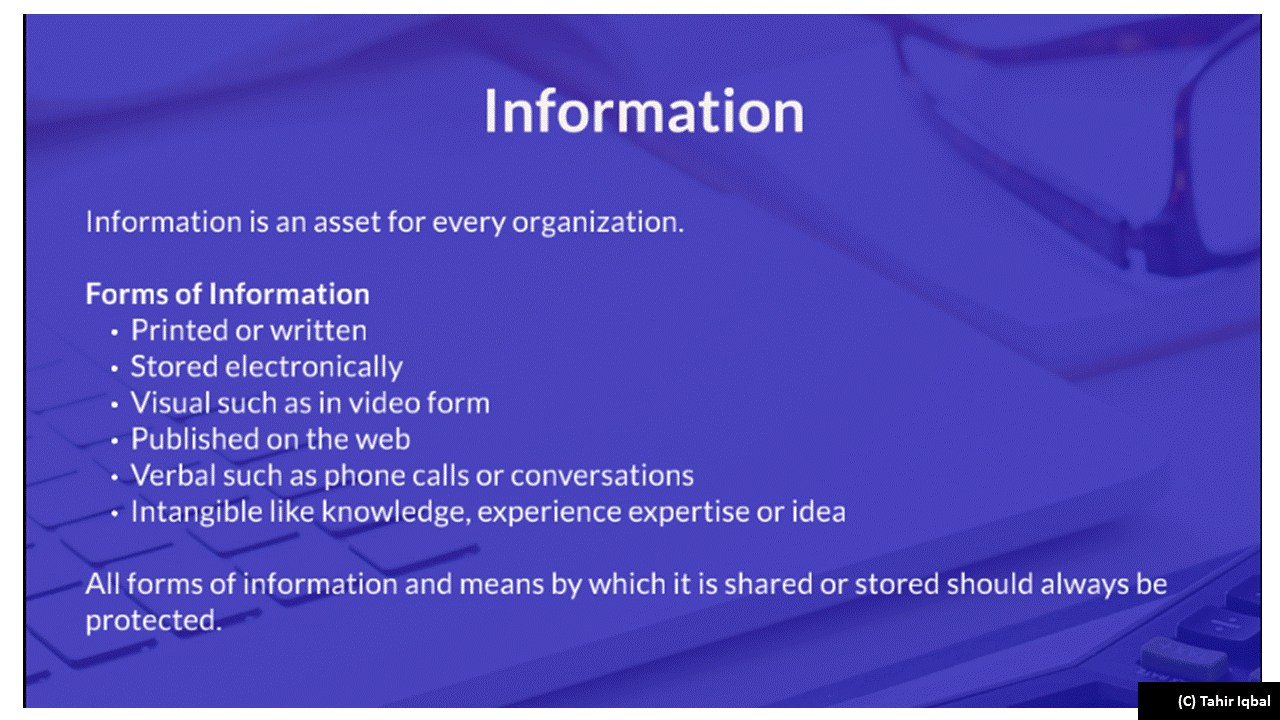 Information
Information is an asset for every organization.
Forms of Information
• Printed or written
• Stored electronically
• Visual such as in video form
• Published on the web
• Verbal such as phone calls or conversations
• Intangible like knowledge, experience expertise or idea
All forms of information and means by which it is shared or stored should always be
protected.
(C) Tahir Iqbal